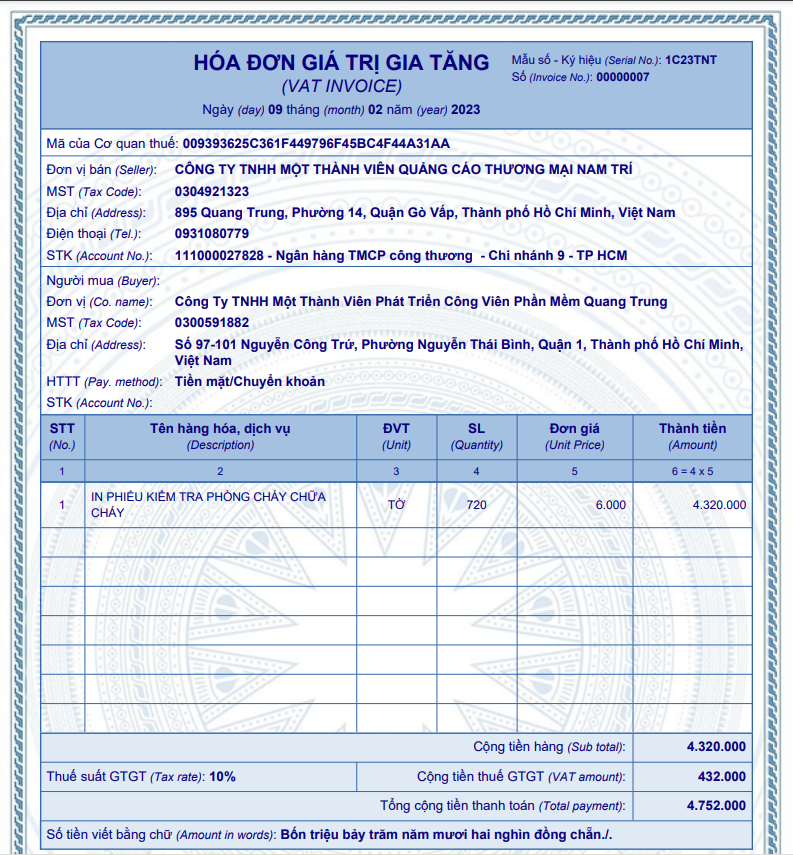 HÓA ĐƠN GIÁ TRỊ GIA TĂNG
(VAT INVOICE)
Ngày (day) 09 tháng (month) 02 năm (year) 2023
Mẫu số - Ký hiệu (Serial No.): 1C23TNT
Số (Invoice No.): 00000007
Mã của Cơ quan thuế: 009393625C361F449796F45BC4F44A31AA
Đơn vị bán (Seller): CÔNG TY TNHH MỘT THÀNH VIÊN QUẢNG CÁO THƯƠNG MẠI NAM TRÍ
MST (Tax Code): 0304921323
Địa chỉ (Address): 895 Quang Trung, Phường 14, Quận Gò Vấp, Thành phố Hồ Chí Minh, Việt Nam
Điện thoại (Tel.): 0931080779
STK (Account No.): 111000027828 - Ngân hàng TMCP công thương - Chi nhánh 9 - TP HCM
Người mua (Buyer):
Đơn vị (Co. name): Công Ty TNHH Một Thành Viên Phát Triển Công Viên Phần Mềm Quang Trung
MST (Tax Code): 0300591882
Địa chỉ (Address): Số 97-101 Nguyễn Công Trứ, Phường Nguyễn Thái Bình, Quận 1, Thành phố Hồ Chí Minh,
Việt Nam
HTTT (Pay. method): Tiền mặt/Chuyển khoản
STK (Account No.):
STT Tên hàng hóa, dịch vụ ĐVT SL Đơn giá Thành tiền
(No.) (Description) (Unit) (Quantity) (Unit Price) (Amount)
1 2 3 4 5 6 = 4 x 5
1 IN PHIẾU KIỂM TRA PHÒNG CHÁY CHỮA TỜ 720 6.000 4.320.000
CHÁY
Cộng tiền hàng (Sub total): 4.320.000
Thuế suất GTGT (Tax rate): 10% Cộng tiền thuế GTGT (VAT amount): 432.000
Tổng cộng tiền thanh toán (Total payment): 4.752.000
Số tiền viết bằng chữ (Amount in words): Bốn triệu bảy trăm năm mươi hai nghìn đồng chẵn./.